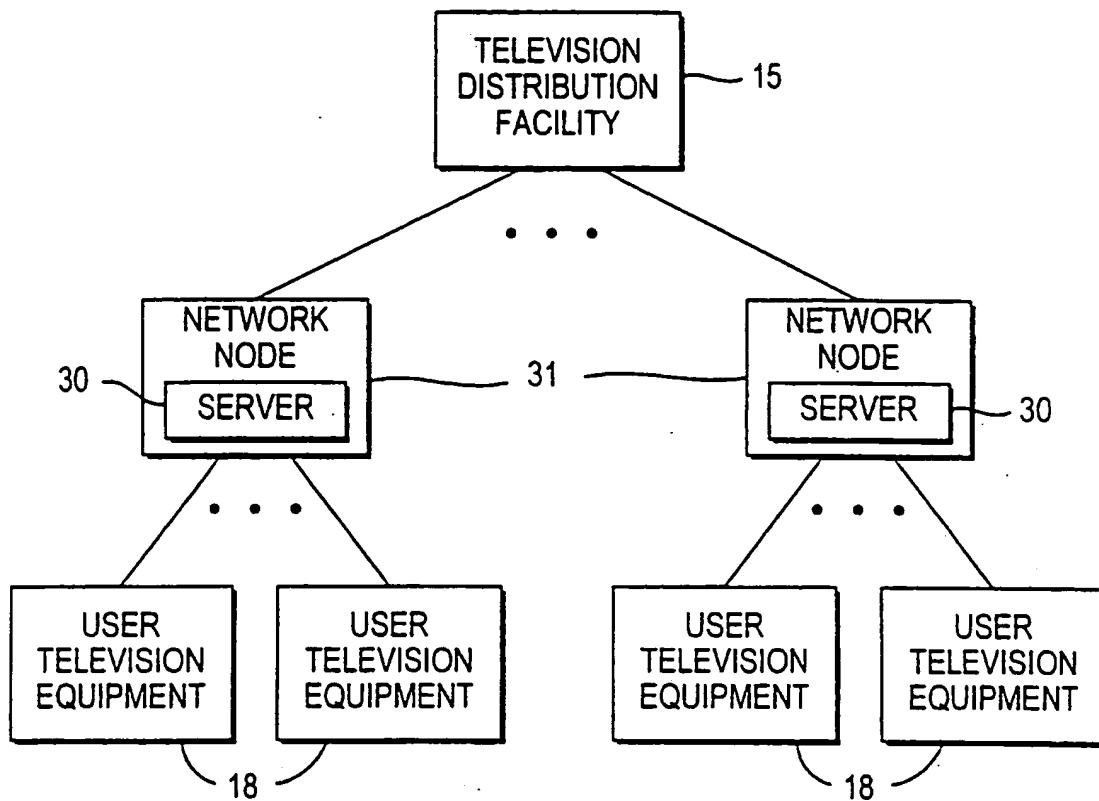 TELEVISION
DISTRIBUTION
FACILITY
15
NETWORK
NODE
30
SERVER
31
NETWORK
NODE
SERVER
30
USER
TELEVISION
EQUIPMENT
USER
TELEVISION
EQUIPMENT
18
USER
TELEVISION
EQUIPMENT
USER
TELEVISION
EQUIPMENT
18